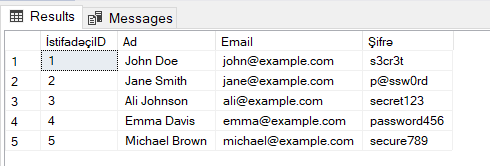 Results Messages
İstifadəçiID Ad Email Şifrə
1 1 John Doe john@example.com s3cr3t
2 2 Jane Smith jane@example.com p@ssw0rd
3 3 Ali Johnson ali@example.com secret123
4 4 Emma Davis emma@example.com password456
5 5 Michael Brown michael@example.com secure789